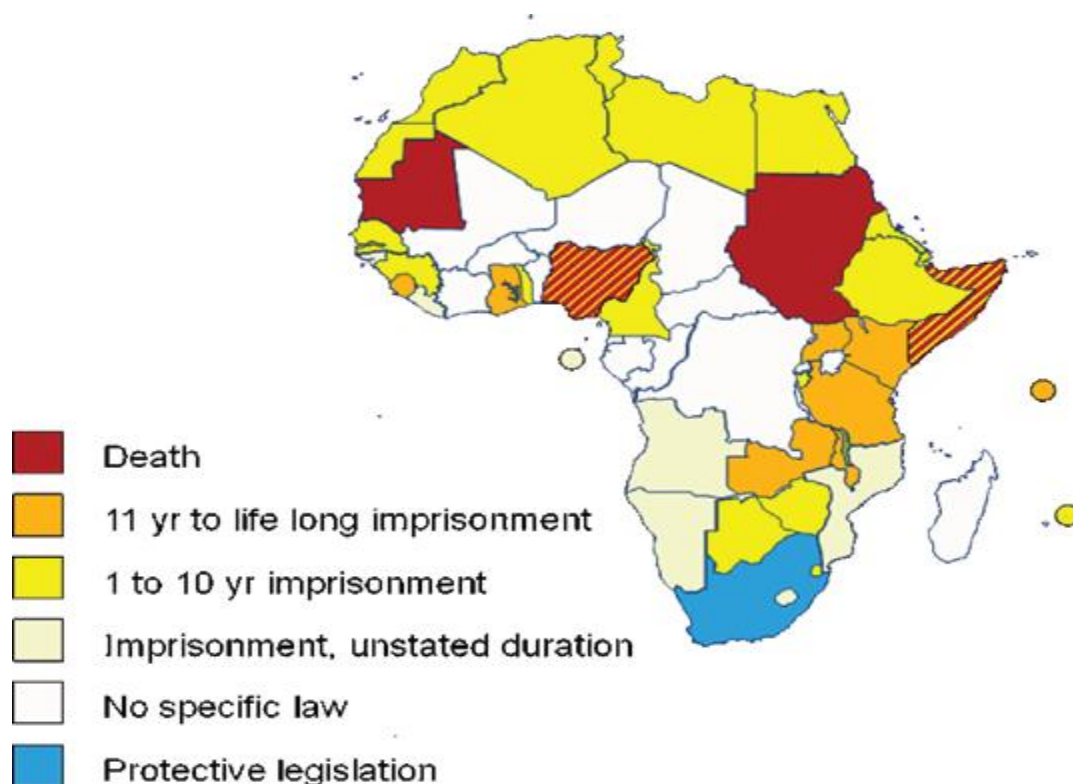 Death
11 yr to life long imprisonment
1 to 10 yr imprisonment
Imprisonment, unstated duration
No specific law
Protective legislation